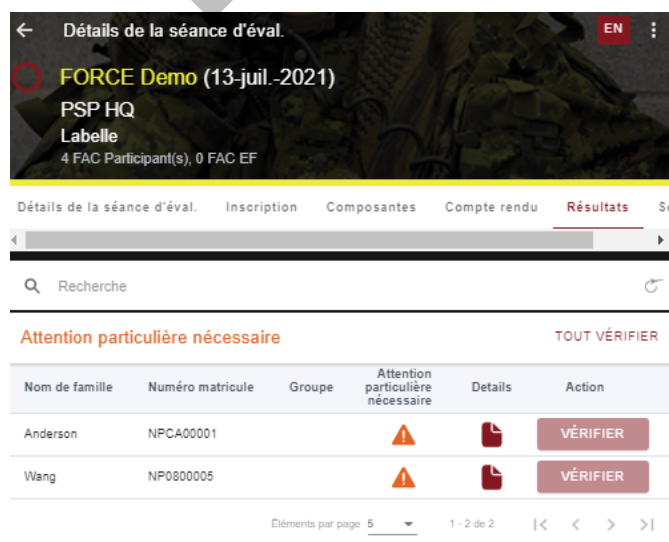 Détails de la séance d'éval.
EN
FORCE Demo (13-juil.-2021)
PSP HQ
Labelle
4 FAC Participant(s), 0 FAC EF
Détails de la séance d'éval. Inscription Composantes Compte rendu Résultats
Recherche
Attention particulière nécessaire TOUT VÉRIFIER
Nom de famille Numéro matricule Groupe Attention particulière nécessaire Details Action
Anderson NPCA00001 VÉRIFIER
Wang NP0800005 VÉRIFIER
Éléments par page 5 1 - 2 de 2